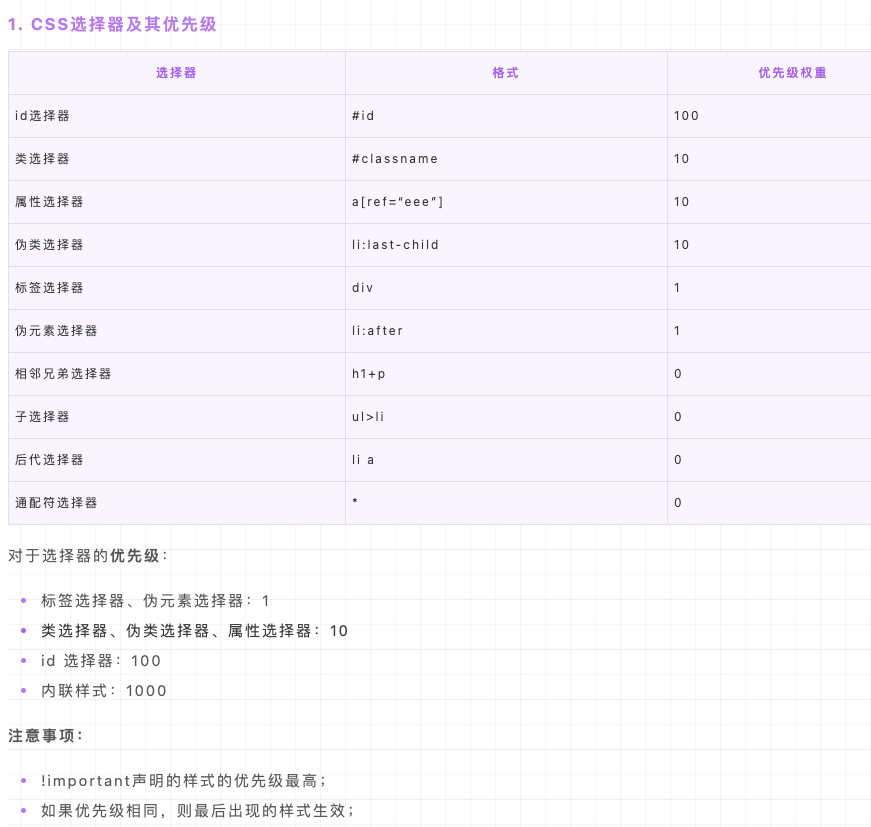 1. CSS选择器及其优先级
选择器 格式 优先级权重
id选择器 #id 100
类选择器 #classname 10
属性选择器 a[ref=“eee”] 10
伪类选择器 li:last-child 10
标签选择器 div 1
伪元素选择器 li:after 1
相邻兄弟选择器 h1+p 0
子选择器 ul>li 0
后代选择器 li a 0
通配符选择器 * 0
对于选择器的优先级：
标签选择器、伪元素选择器：1
类选择器、伪类选择器、属性选择器：10
id 选择器：100
内联样式：1000
注意事项：
!important声明的样式的优先级最高；
如果优先级相同，则最后出现的样式生效；